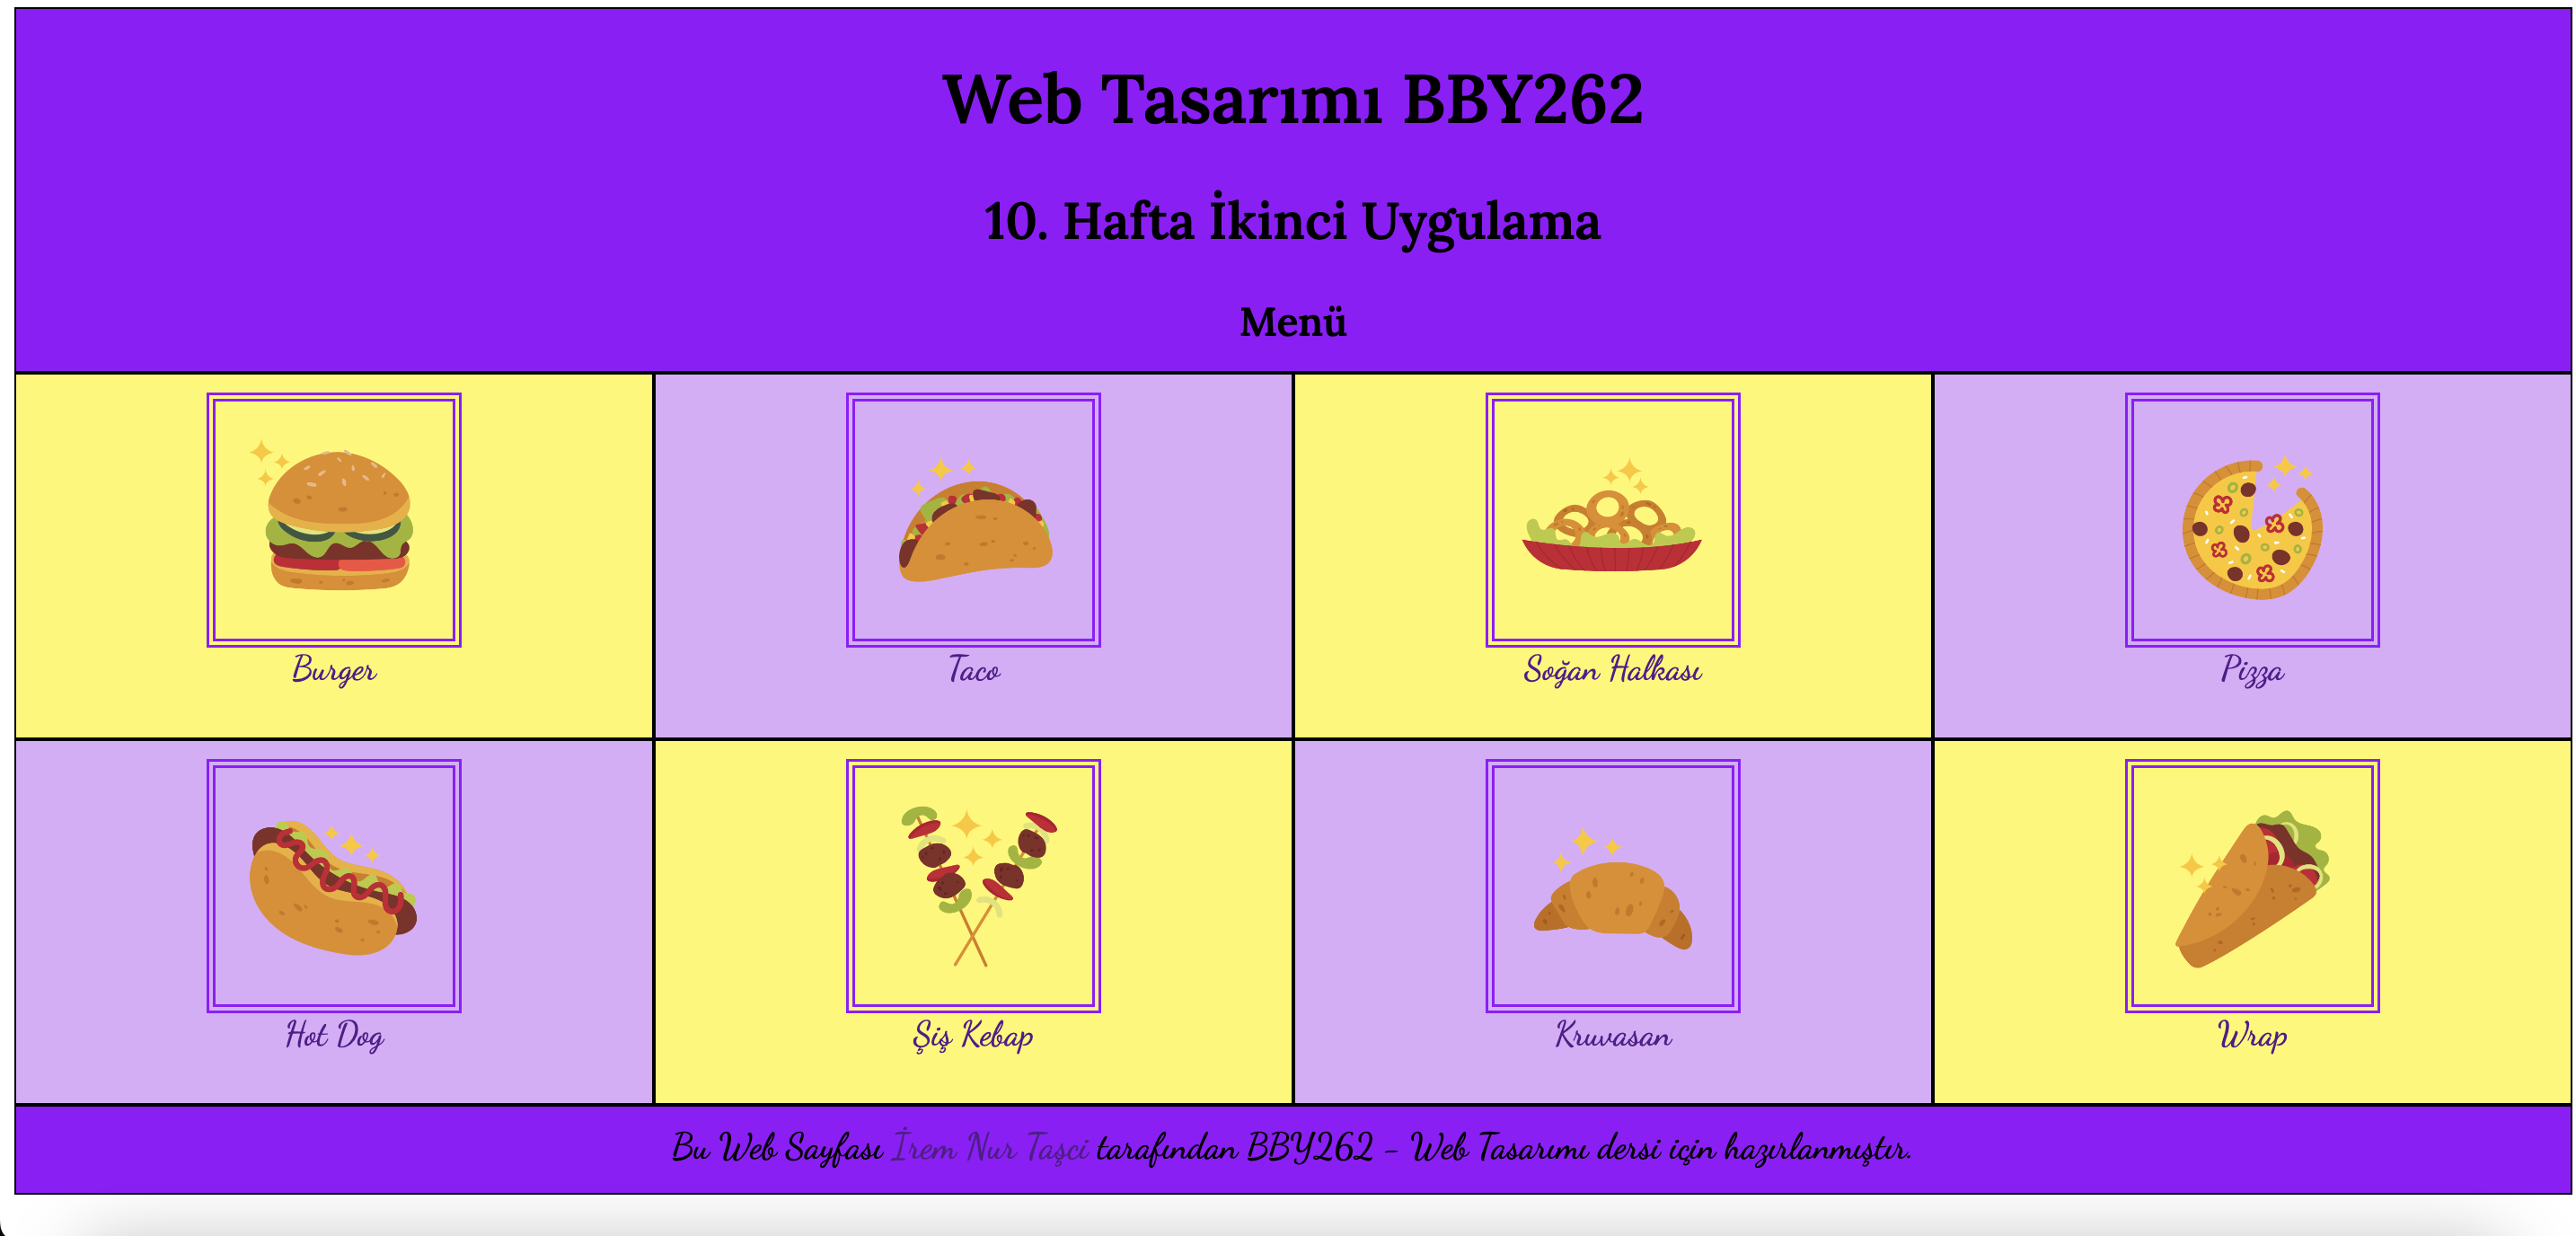 Web Tasarımı BBY262
10. Hafta İkinci Uygulama
Menü
Burger
Taco
Soğan Halkası
Pizza
Hot Dog
Şiş Kebap
Kruvasan
Wrap
Bu Web Sayfası İrem Nur Taşci tarafından BBY262 - Web Tasarımı dersi için hazırlanmıştır.